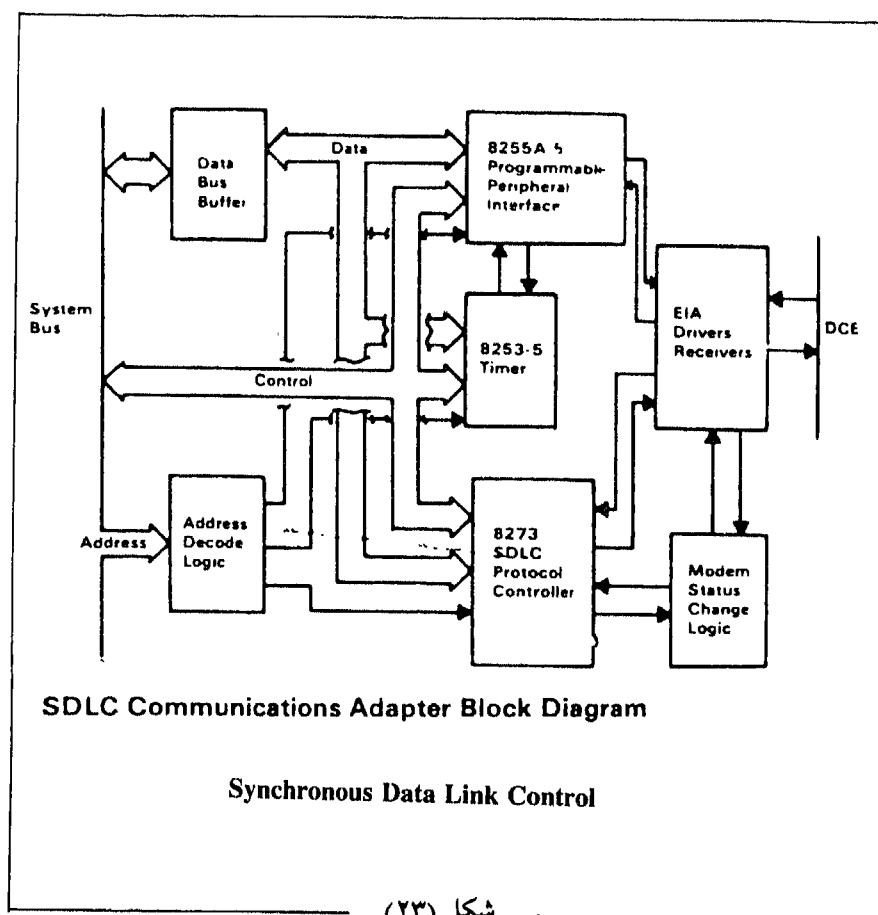 Data
Bus
Buffer
Data
8255A 5
Programmable
Peripheral
Interface
System
Bus
8253-5
Timer
EIA
Drivers
Receivers
DCE
Control
Address
Address
Decode
Logic
8273
SDLC
Protocol
Controller
Modem
Status
Change
Logic
SDLC Communications Adapter Block Diagram
Synchronous Data Link Control
شكل (٢٣)